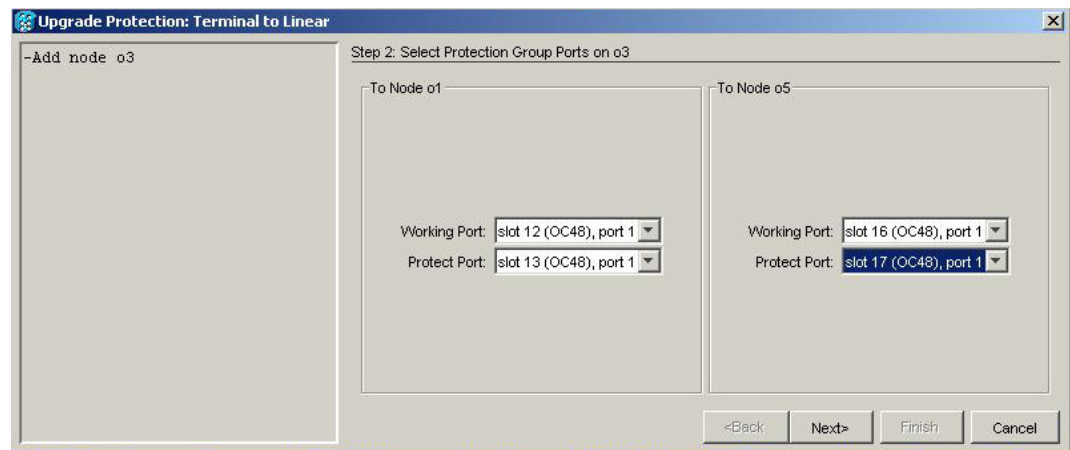 Upgrade Protection: Terminal to Linear
-Add node o3
Step 2: Select Protection Group Ports on o3
To Node o1
Working Port: slot 12 (OC48), port 1
Protect Port: slot 13 (OC48), port 1
To Node o5
Working Port: slot 16 (OC48), port 1
Protect Port: slot 17 (OC48), port 1
<Back Next> Finish Cancel